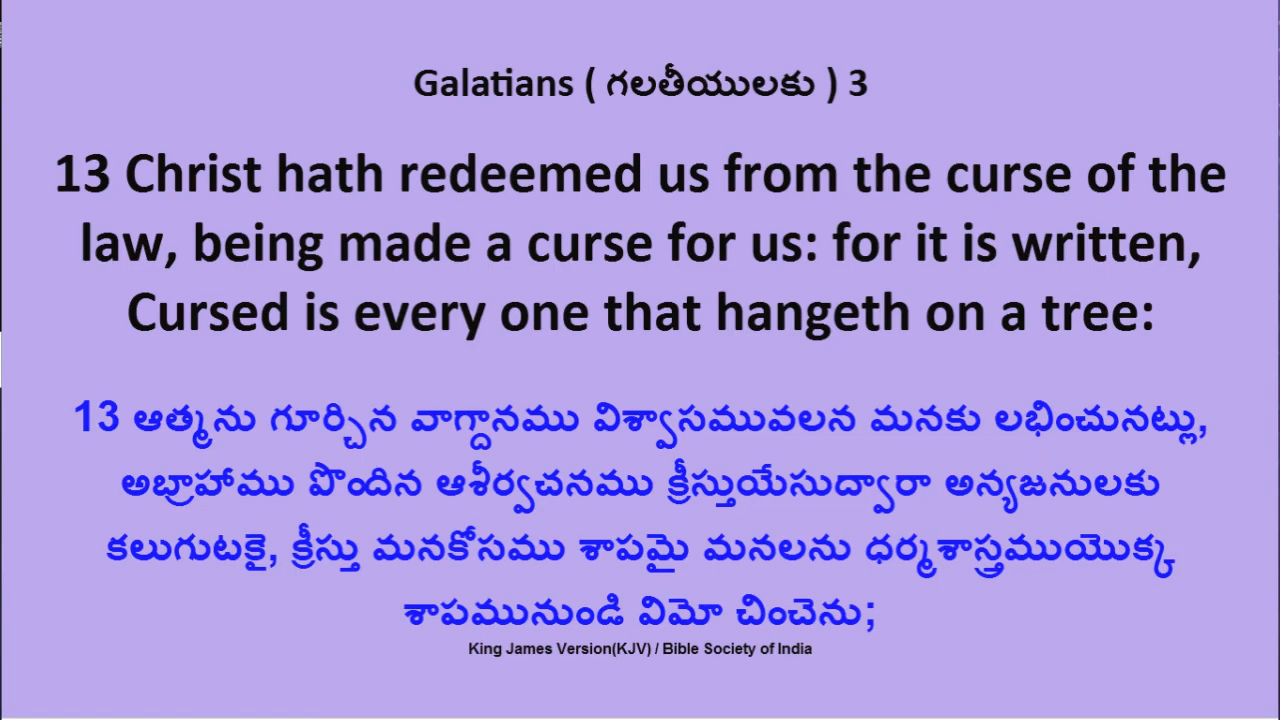 Galatians ( గలతీయులకు ) 3
13 Christ hath redeemed us from the curse of the
law, being made a curse for us: for it is written,
Cursed is every one that hangeth on a tree:
13 ఆత్మను గూర్చిన వాగ్దానము విశ్వాసమువలన మనకు లభించునట్లు,
అబ్రాహాము పొందిన ఆశీర్వచనము క్రీస్తుయేసుద్వారా అన్యజనులకు
కలుగుటకై, క్రీస్తు మనకోసము శాపమై మనలను ధర్మశాస్త్రముయొక్క
శాపమునుండి విమో చించెను;
King James Version(KJV) / Bible Society of India